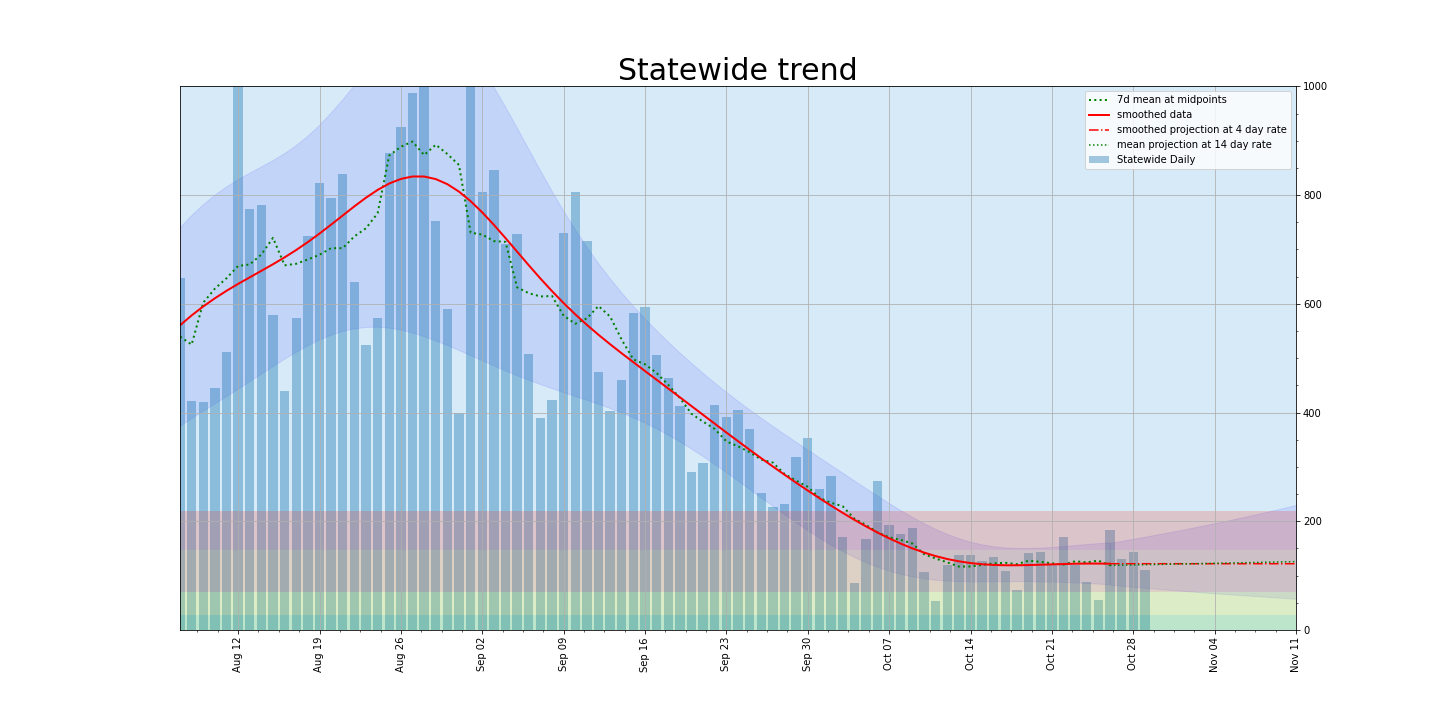 Statewide trend
7d mean at midpoints
smoothed data
smoothed projection at 4 day rate
mean projection at 14 day rate
Statewide Daily
1000
800
600
400
200
0
Aug 12
Aug 19
Aug 26
Sep 02
Sep 09
Sep 16
Sep 23
Sep 30
Oct 07
Oct 14
Oct 21
Oct 28
Nov 04
Nov 11